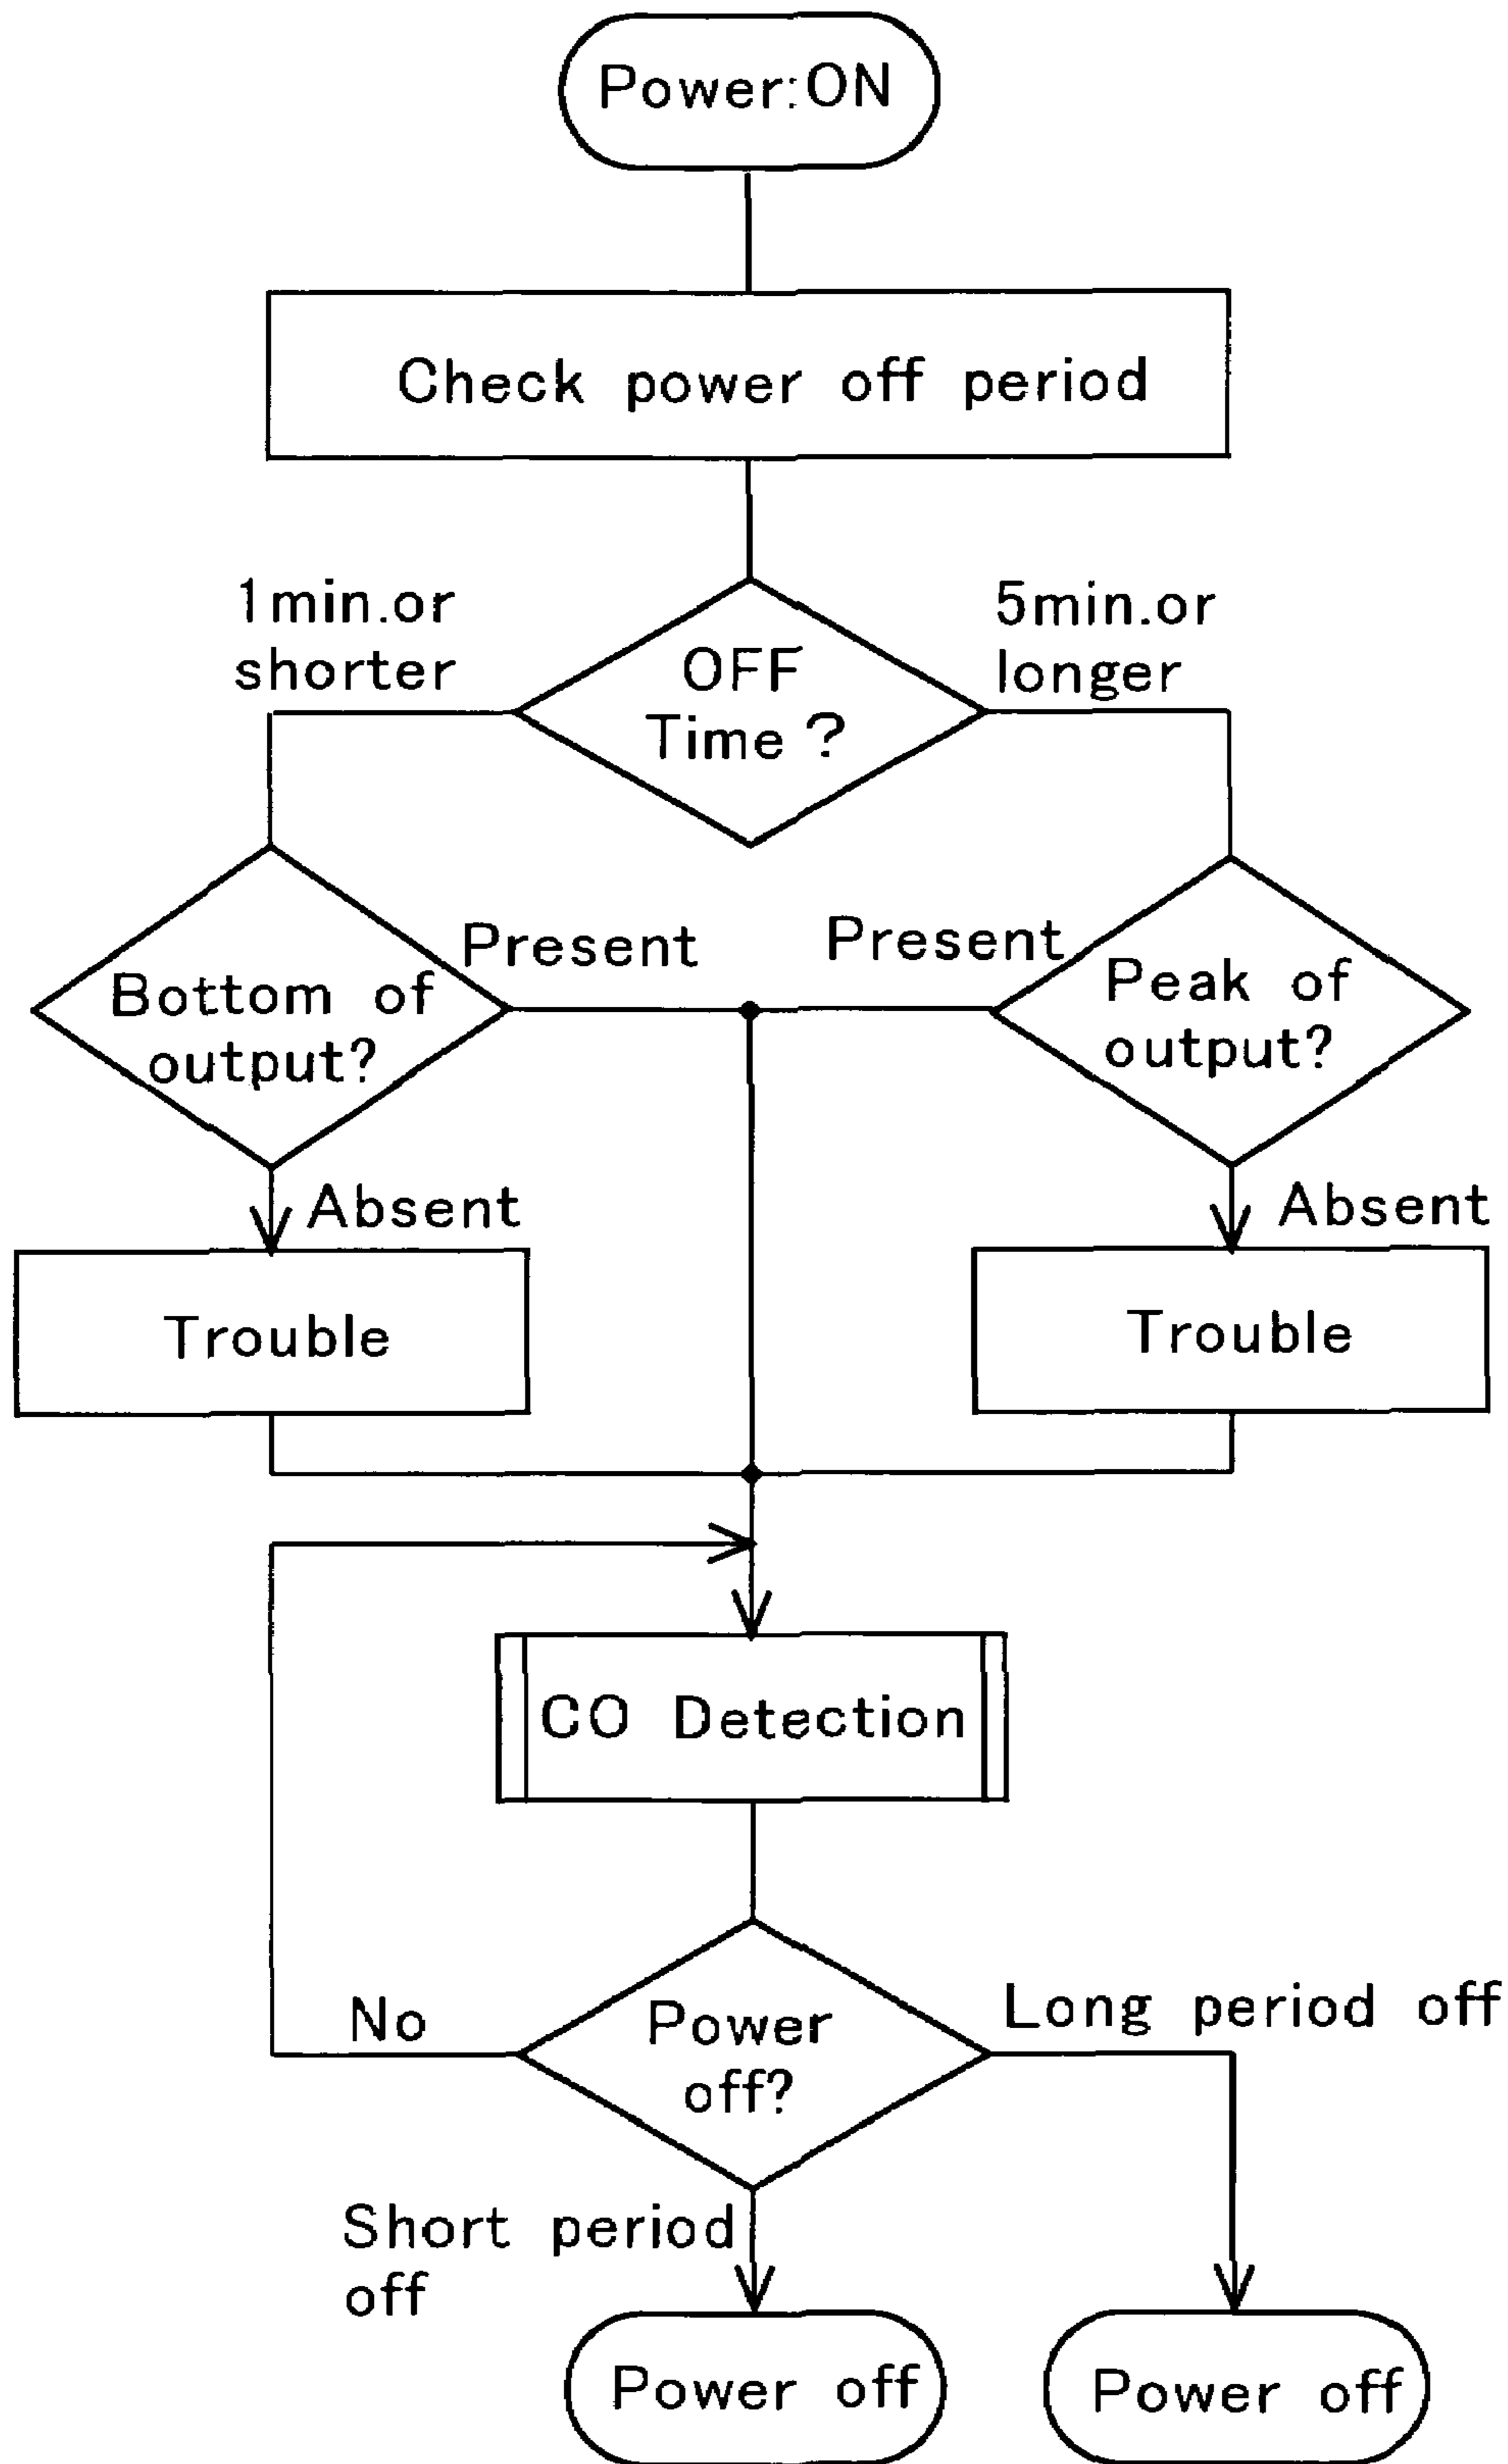 Power:ON
Check power off period
1min.or
shorter
OFF
Time?
5min.or
longer
Bottom of
output?
Present
Present
Peak of
output?
Absent
Absent
Trouble
Trouble
CO Detection
No
Power
off?
Long period off
Short period
off
Power off
Power off